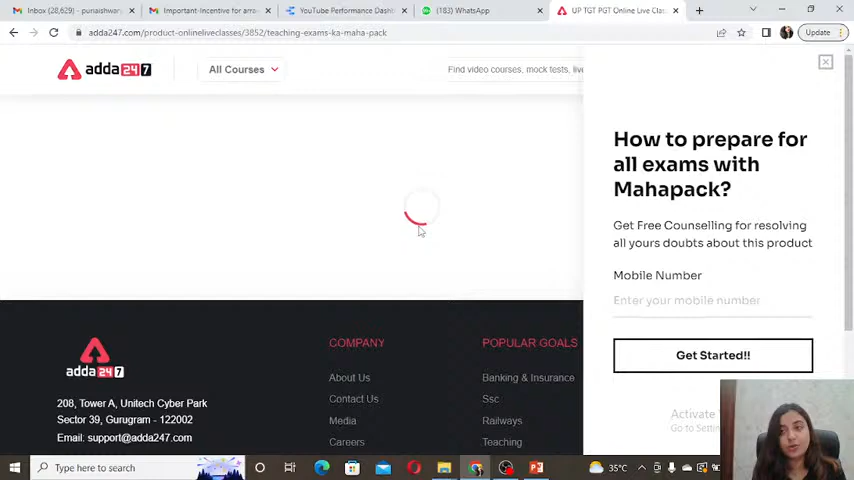 Inbox (28,629) - punaishwary
Important-Incentive for arrow
YouTube Performance Dashb
(183) WhatsApp
UP TGT PGT Online Live Clas
adda247.com/product-onlineliveclasses/3852/teaching-exams-ka-maha-pack
Update
adda247
All Courses
Find video courses, mock tests, live
How to prepare for
all exams with
Mahapack?
Get Free Counselling for resolving
all yours doubts about this product
Mobile Number
Enter your mobile number
Get Started!!
adda247
208, Tower A, Unitech Cyber Park
Sector 39, Gurugram - 122002
Email: support@adda247.com
COMPANY
About Us
Contact Us
Media
Careers
POPULAR GOALS
Banking & Insurance
Ssc
Railways
Teaching
Activate
Go to Settin
Type here to search
35°C